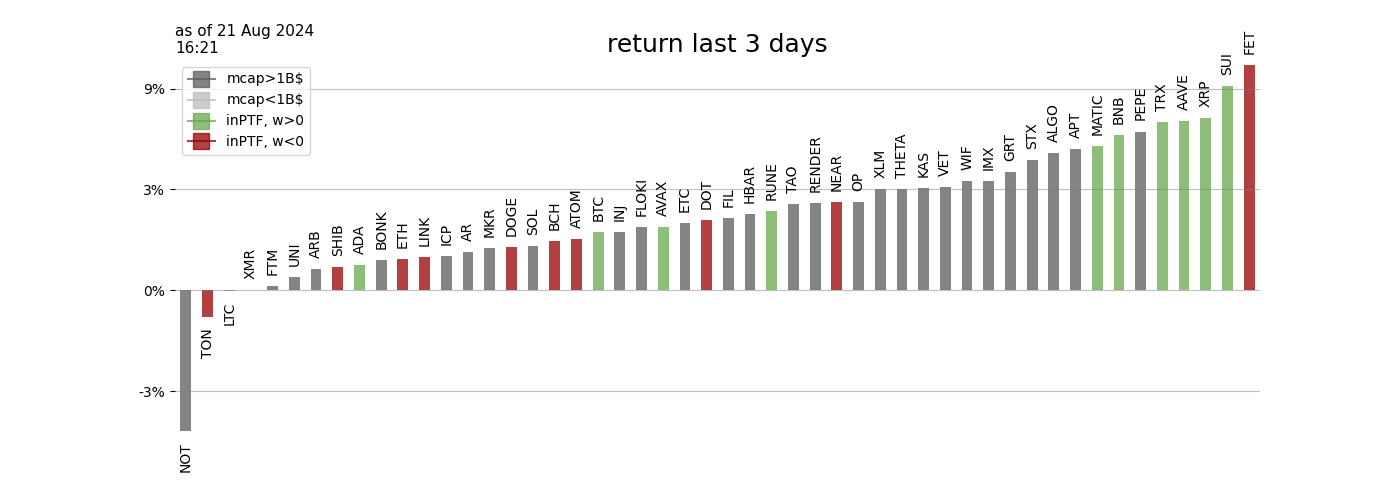 as of 21 Aug 2024
16:21
return last 3 days
mcap>1B$
mcap<1B$
inPTF, w>0
inPTF, w<0
9%
3%
0%
-3%
NOT
TON
LTC
XMR
FTM
UNI
ARB
SHIB
ADA
BONK
ETH
LINK
ICP
AR
MKR
DOGE
SOL
BCH
ATOM
BTC
INJ
FLOKI
AVAX
ETC
DOT
FIL
HBAR
RUNE
TAO
RENDER
NEAR
OP
XLM
THETA
KAS
VET
WIF
IMX
GRT
STX
ALGO
APT
MATIC
BNB
PEPE
TRX
AAVE
XRP
SUI
FET